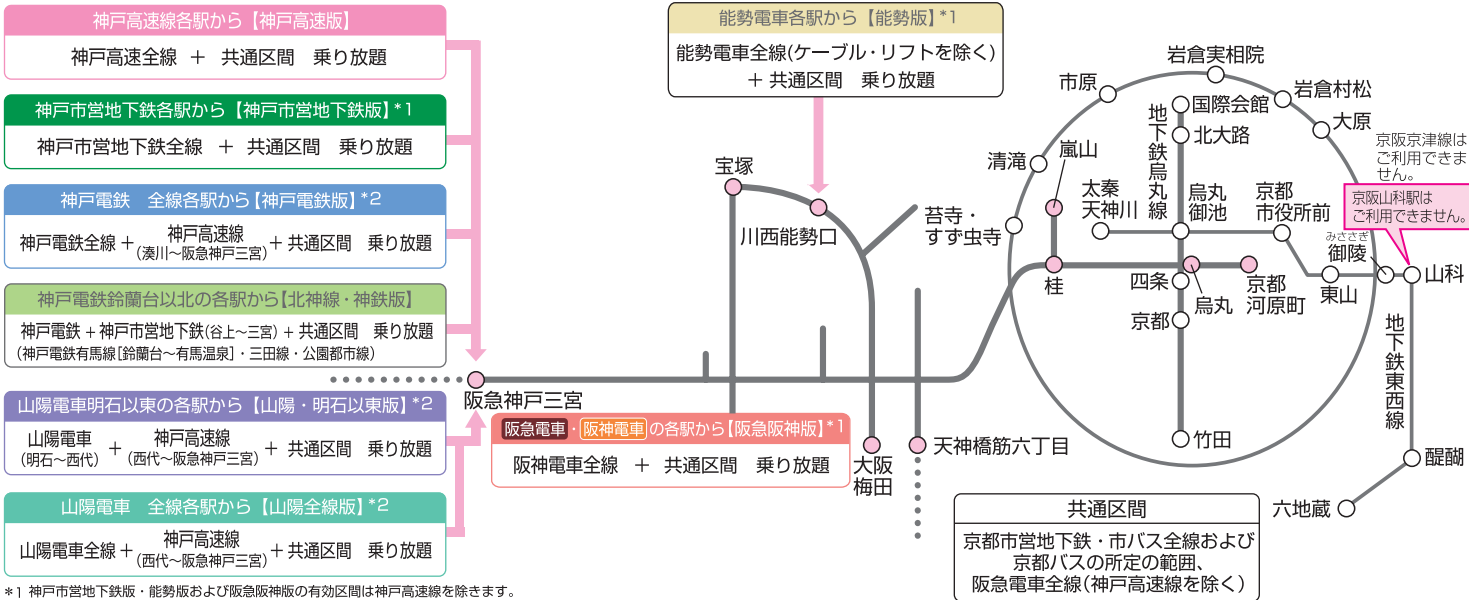 神戸高速線各駅から【神戸高速版】
神戸高速全線 + 共通区間 乗り放題
神戸市営地下鉄各駅から【神戸市営地下鉄版】*1
神戸市営地下鉄全線 + 共通区間 乗り放題
神戸電鉄 全線各駅から【神戸電鉄版】*2
神戸電鉄全線+神戸高速線+共通区間 乗り放題
(湊川～阪急神戸三宮)
神戸電鉄鈴蘭台以北の各駅から【北神線・神鉄版】
神戸電鉄+神戸市営地下鉄(谷上～三宮)+共通区間 乗り放題
(神戸電鉄有馬線[鈴蘭台～有馬温泉]・三田線・公園都市線)
山陽電車明石以東の各駅から【山陽・明石以東版】*2
山陽電車 + 神戸高速線 + 共通区間 乗り放題
(明石～西代) (西代～阪急神戸三宮)
山陽電車 全線各駅から【山陽全線版】*2
山陽電車全線+神戸高速線+共通区間 乗り放題
(西代～阪急神戸三宮)
*1 神戸市営地下鉄版・能勢版および阪急阪神版の有効区間は神戸高速線を除きます。
能勢電車各駅から【能勢版】*1
能勢電車全線(ケーブル・リフトを除く)
+共通区間 乗り放題
阪急神戸三宮
阪急電車・阪神電車の各駅から【阪急阪神版】*1
阪神電車全線 + 共通区間 乗り放題
宝塚
川西能勢口
大阪
梅田
天神橋筋六丁目
苔寺・
すず虫寺
清滝
市原
岩倉実相院
岩倉村松
大原
嵐山
桂
地下鉄烏丸線
国際会館
北大路
太秦
天神川
烏丸
御池
京都
市役所前
四条
烏丸
京都
河原町
京都
竹田
東山
みささぎ
御陵
山科
京阪京津線は
ご利用できま
せん。
京阪山科駅は
ご利用できません。
地下鉄東西線
醍醐
六地蔵
共通区間
京都市営地下鉄・市バス全線および
京都バスの所定の範囲、
阪急電車全線(神戸高速線を除く)